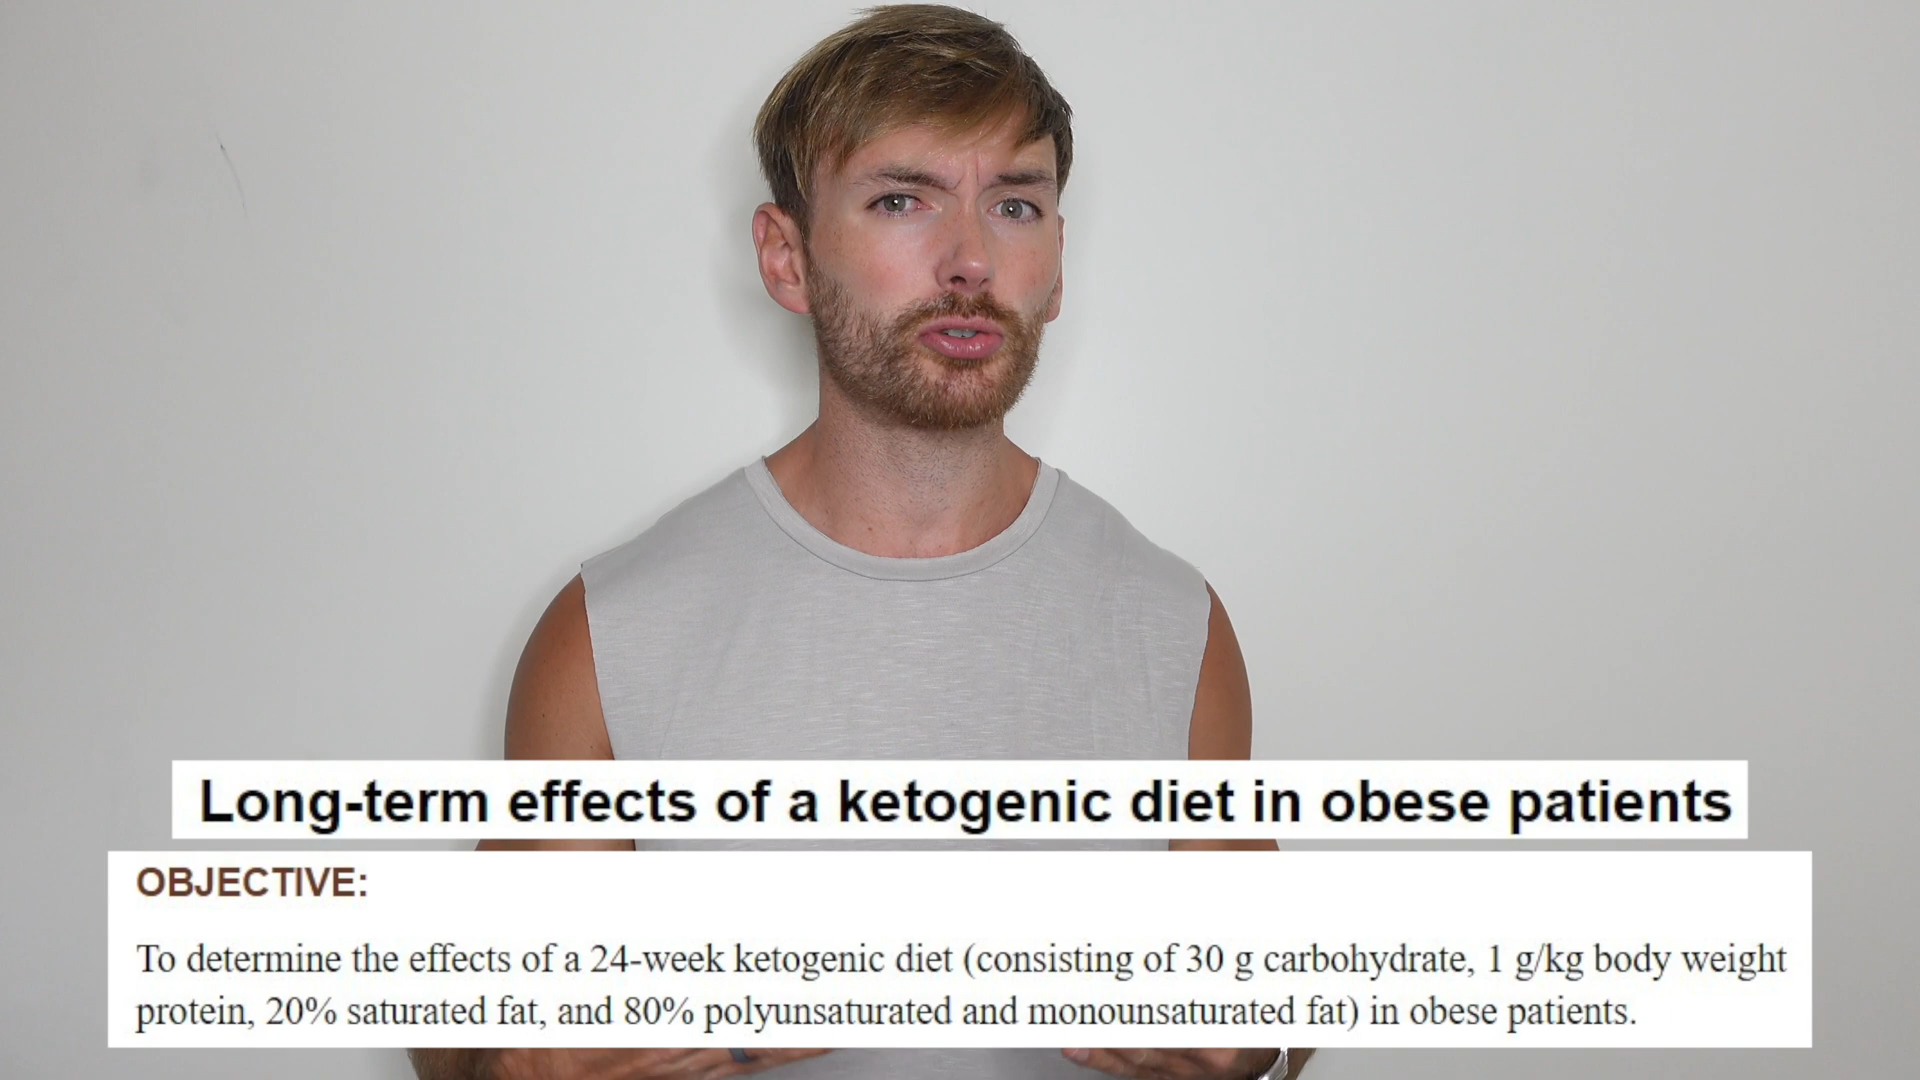 Long-term effects of a ketogenic diet in obese patients
OBJECTIVE:
To determine the effects of a 24-week ketogenic diet (consisting of 30 g carbohydrate, 1 g/kg body weight
protein, 20% saturated fat, and 80% polyunsaturated and monounsaturated fat) in obese patients.